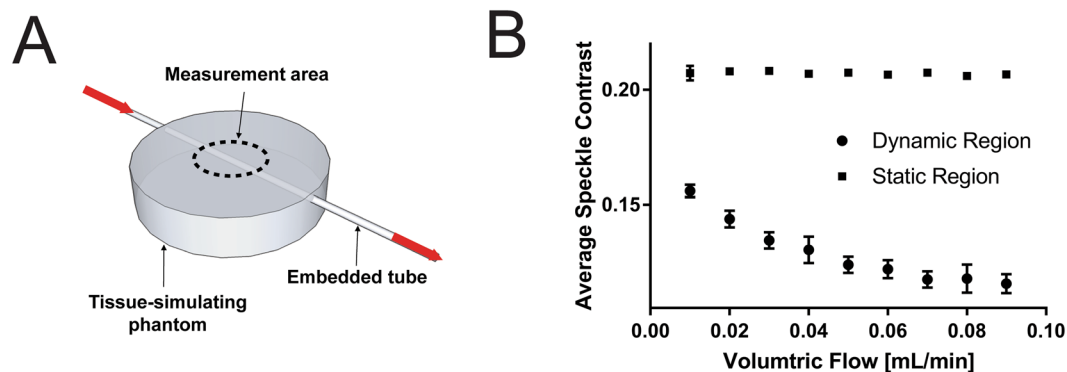 A
Measurement area
Embedded tube
Tissue-simulating
phantom
B
Average Speckle Contrast
0.20
0.15
Dynamic Region
Static Region
0.00 0.02 0.04 0.06 0.08 0.10
Volumtric Flow [mL/min]